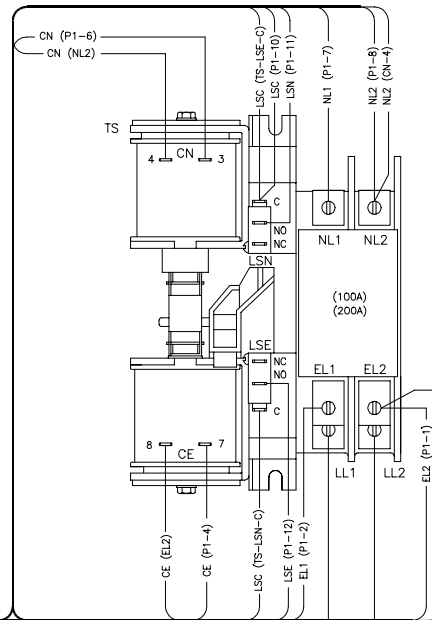 CN (P1-6)
CN (NL2)
LSC (TS-LSE-C)
LSC (P1-10)
LSN (P1-11)
NL1 (P1-7)
NL2 (P1-8)
NL2 (CN-4)
TS
4
CN
3
C
NO
NC
NL1
NL2
LSN
(100A)
(200A)
LSE
NC
NO
C
EL1
EL2
8
7
CE
LL1
LL2
CE (EL2)
CE (P1-4)
LSC (TS-LSN-C)
LSE (P1-12)
EL1 (P1-2)
EL2 (P1-1)